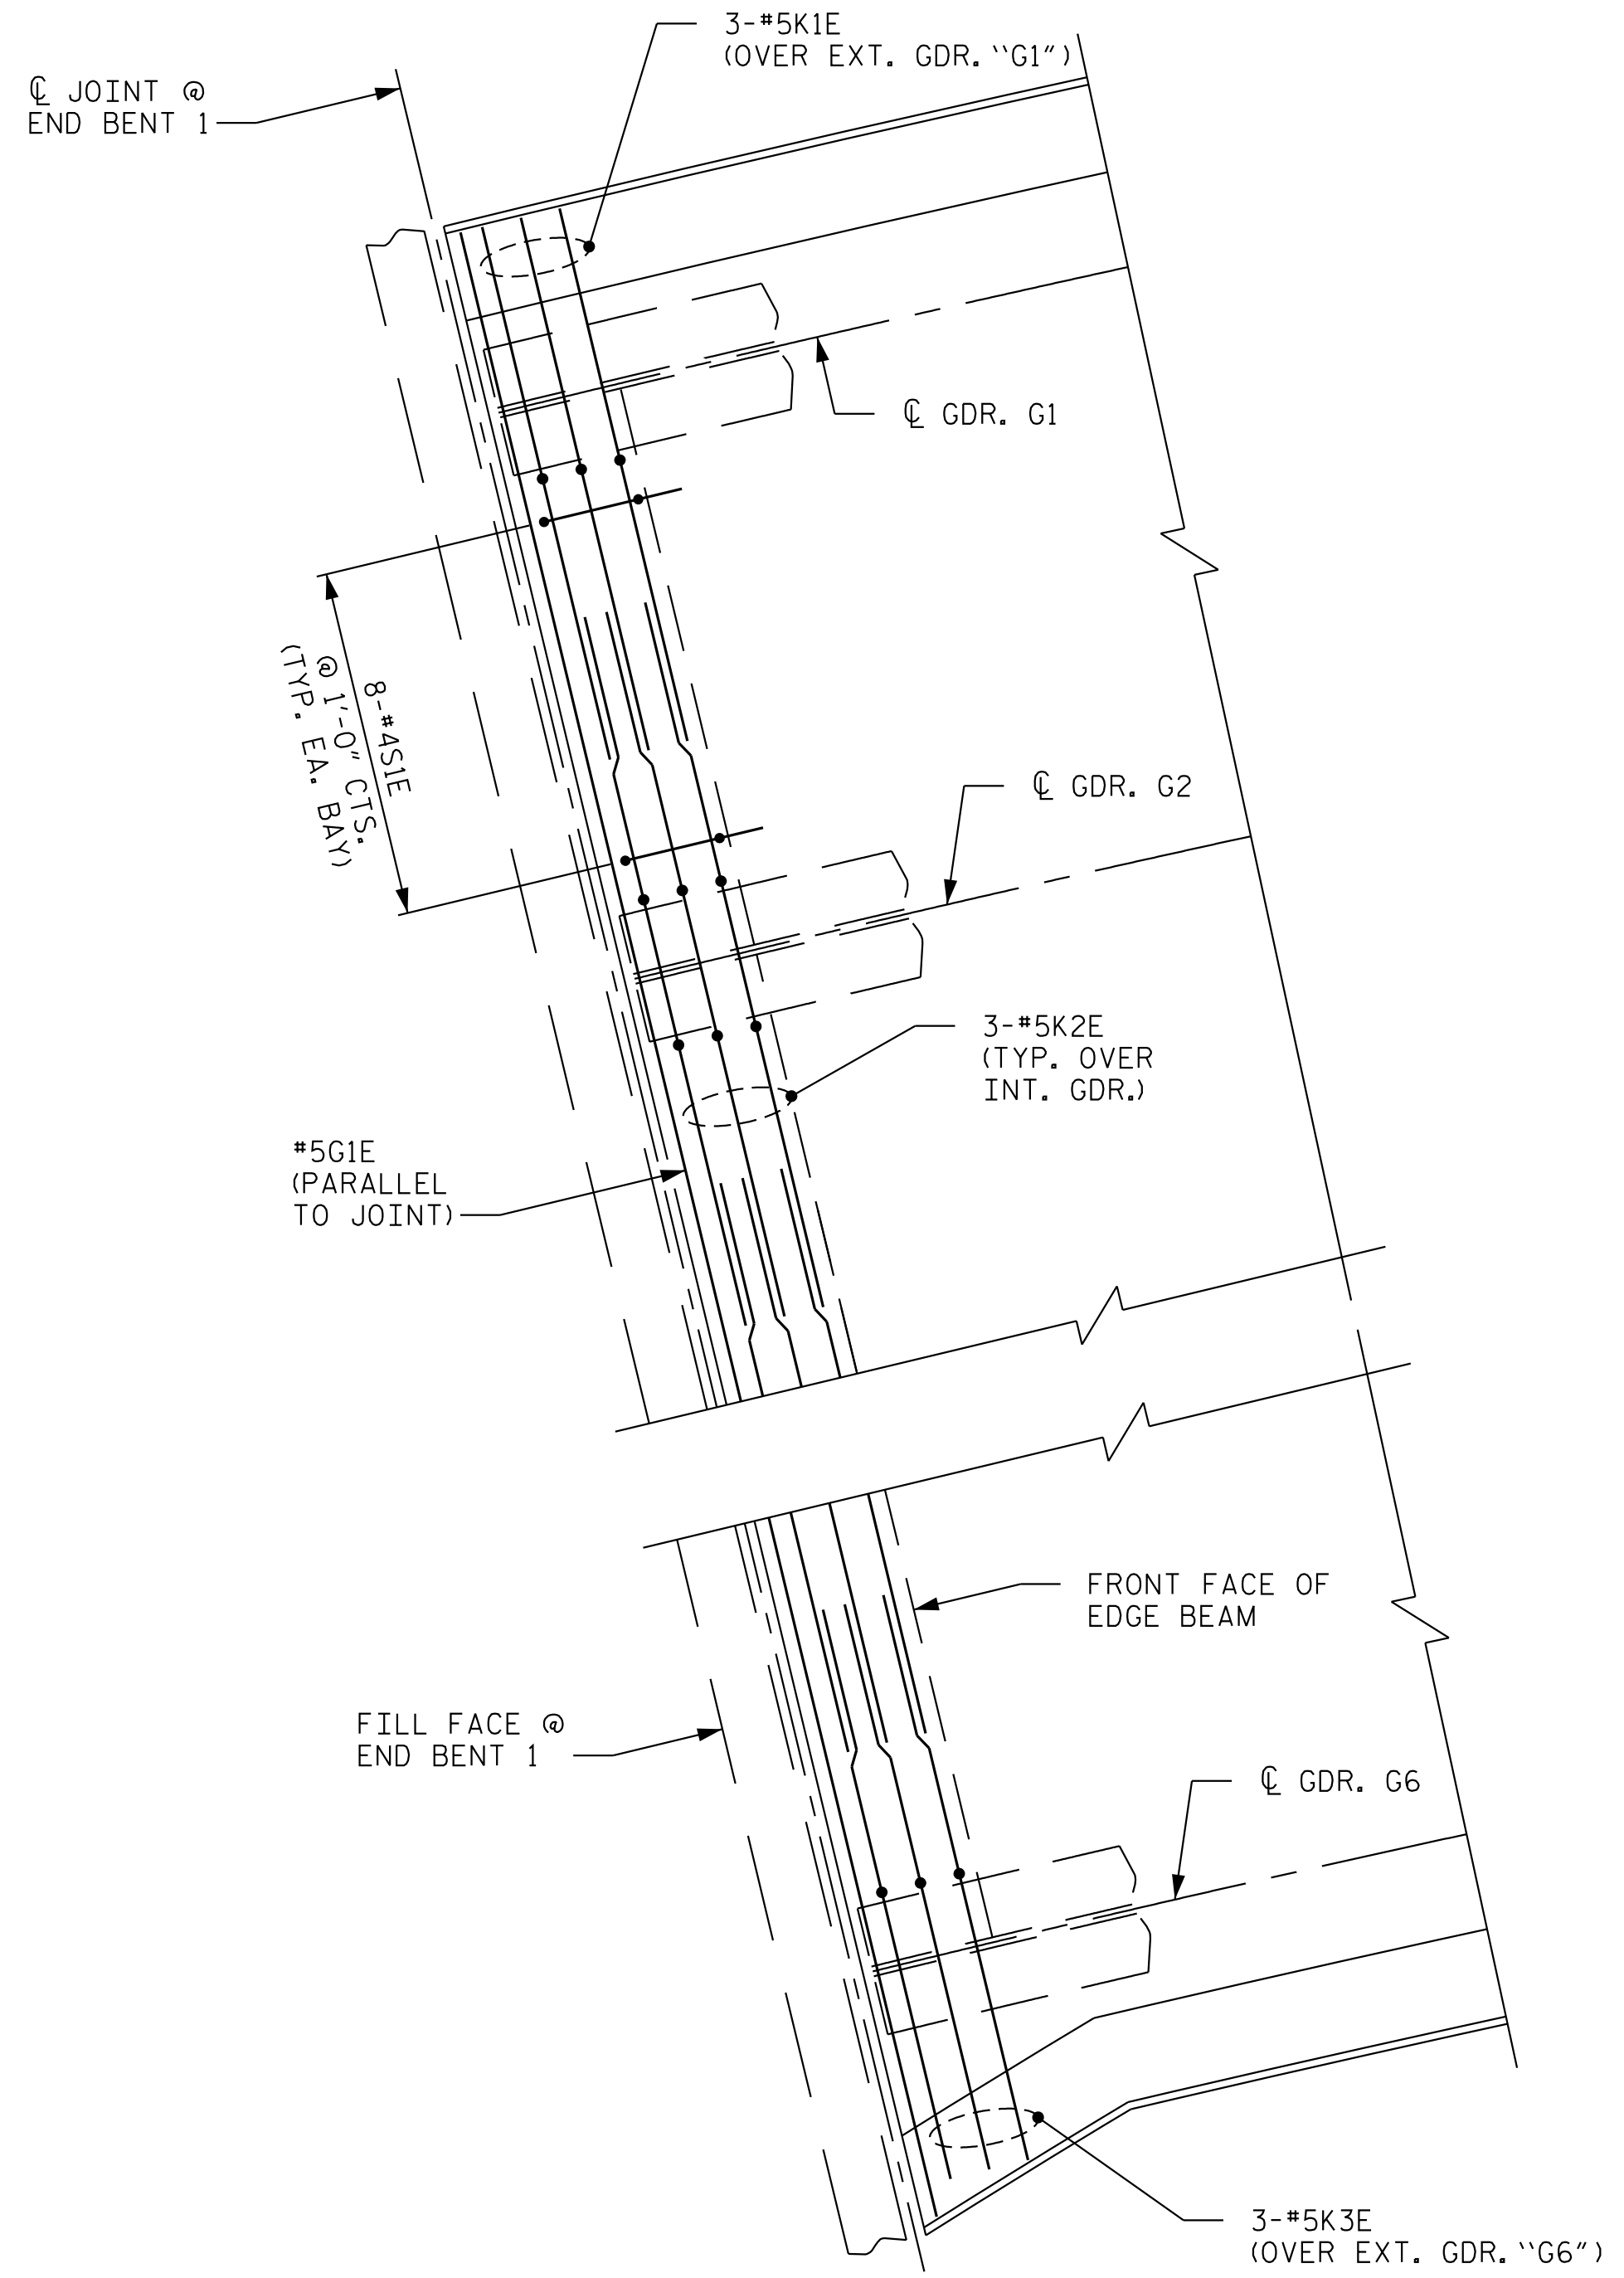 3-#5K1E
(OVER EXT. GDR. ``G1")
℄ JOINT @
END BENT 1
℄ GDR. G1
8-#4S1E
@ 1'-0" CTS.
(TYP. EA. BAY)
℄ GDR. G2
3-#5K2E
(TYP. OVER
INT. GDR.)
#5G1E
(PARALLEL
TO JOINT)
FRONT FACE OF
EDGE BEAM
FILL FACE @
END BENT 1
℄ GDR. G6
3-#5K3E
(OVER EXT. GDR. ``G6")